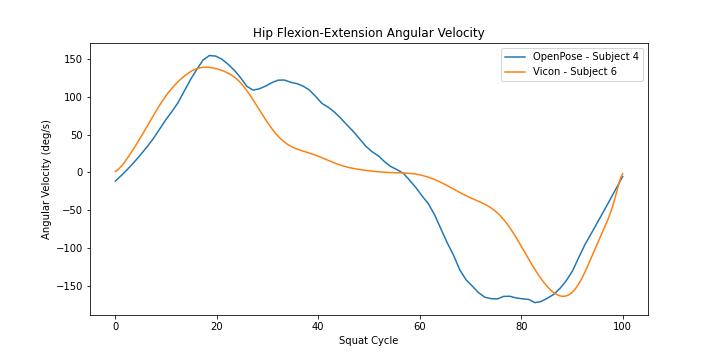 Hip Flexion-Extension Angular Velocity
OpenPose - Subject 4
Vicon - Subject 6
Angular Velocity (deg/s)
150
100
50
0
−50
−100
−150
0 20 40 60 80 100
Squat Cycle